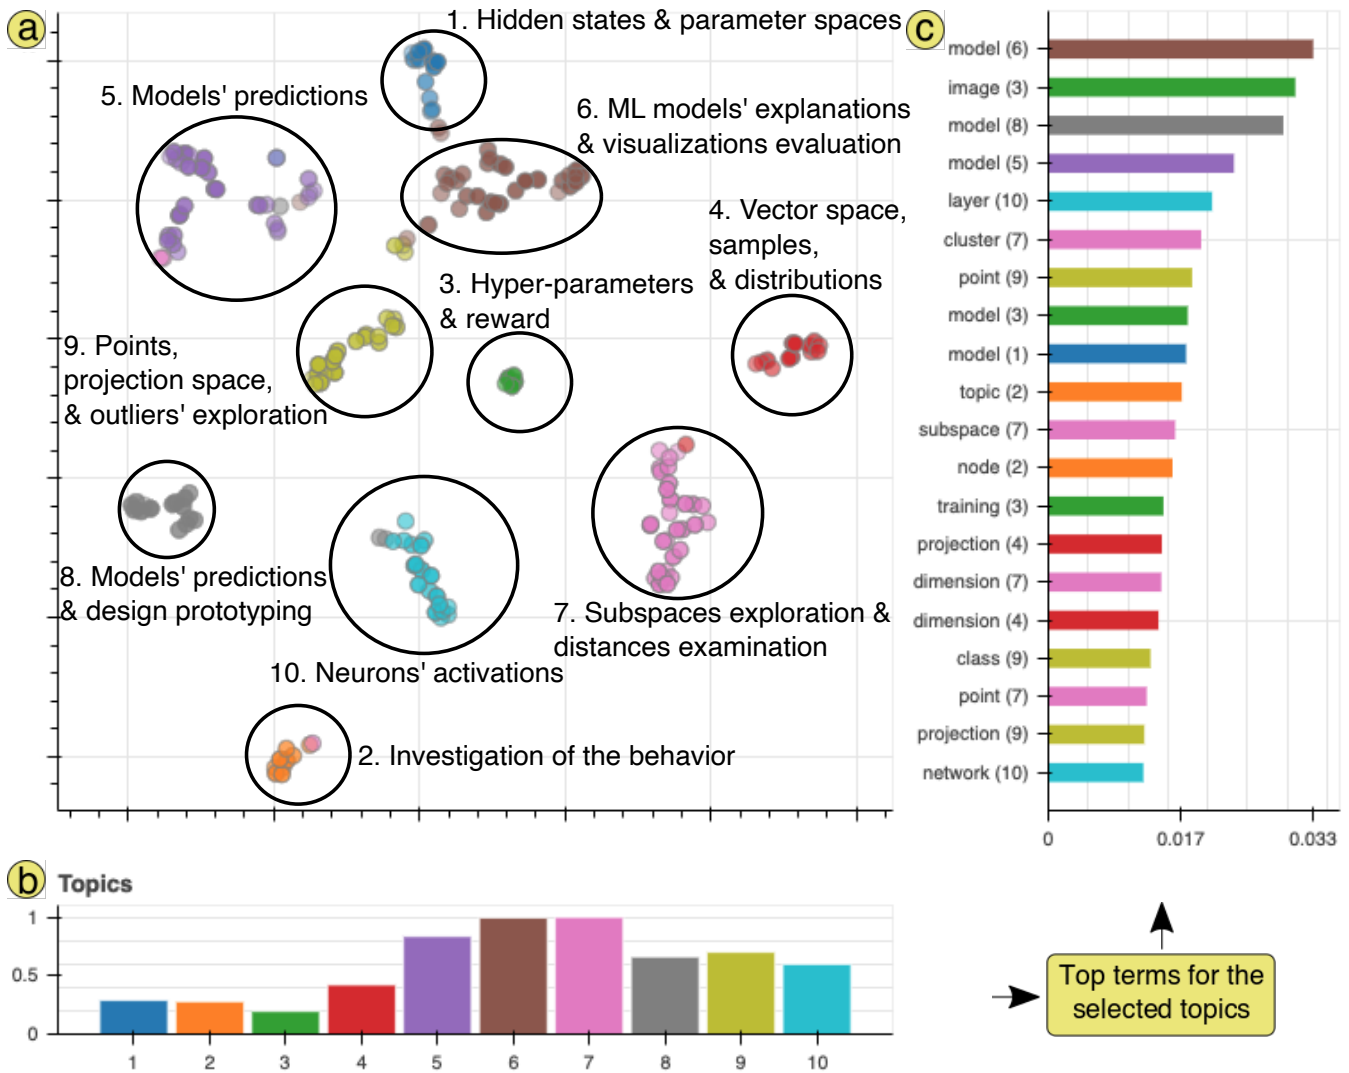 a
1. Hidden states & parameter spaces
5. Models' predictions
6. ML models' explanations
& visualizations evaluation
4. Vector space,
samples,
& distributions
3. Hyper-parameters
& reward
9. Points,
projection space,
& outliers' exploration
8. Models' predictions
& design prototyping
7. Subspaces exploration &
distances examination
10. Neurons' activations
2. Investigation of the behavior
c
model (6)
image (3)
model (8)
model (5)
layer (10)
cluster (7)
point (9)
model (3)
model (1)
topic (2)
subspace (7)
node (2)
training (3)
projection (4)
dimension (7)
dimension (4)
class (9)
point (7)
projection (9)
network (10)
0 0.017 0.033
b
Topics
1
0.5
0
1 2 3 4 5 6 7 8 9 10
Top terms for the
selected topics